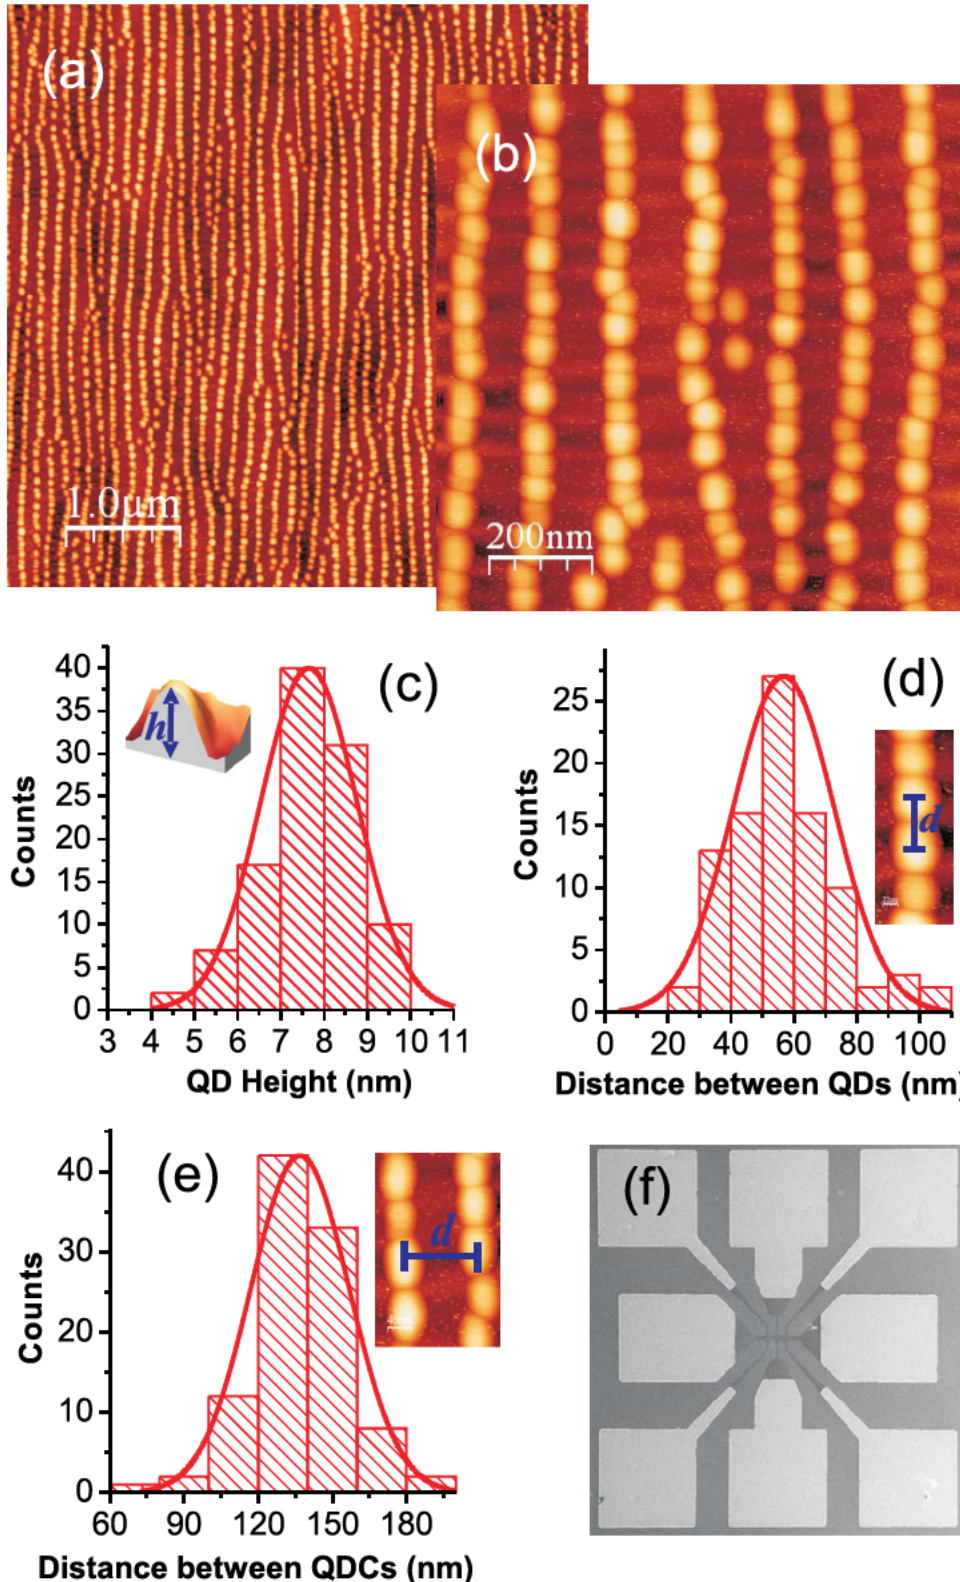 (a)
1.0µm
(b)
200nm
(c)
h
40
35
30
25
20
15
10
5
0
Counts
3 4 5 6 7 8 9 10 11
QD Height (nm)
(d)
d
25
20
15
10
5
0
Counts
0 20 40 60 80 100
Distance between QDs (nm)
(e)
d
40
30
20
10
0
Counts
60 90 120 150 180
Distance between QDCs (nm)
(f)